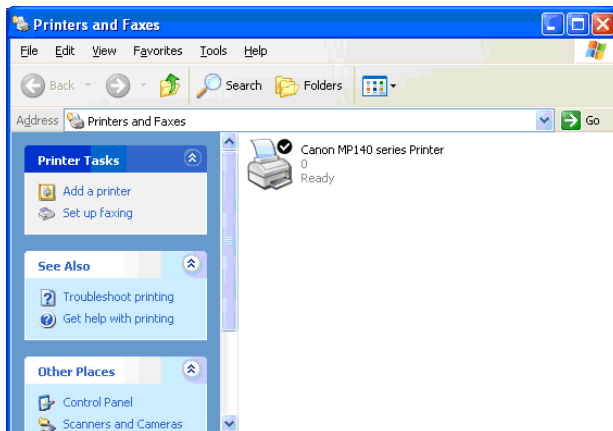 Printers and Faxes
File Edit View Favorites Tools Help
Back Search Folders
Address Printers and Faxes Go
Printer Tasks
Add a printer
Set up faxing
See Also
Troubleshoot printing
Get help with printing
Other Places
Control Panel
Scanners and Cameras
Canon MP140 series Printer
0
Ready